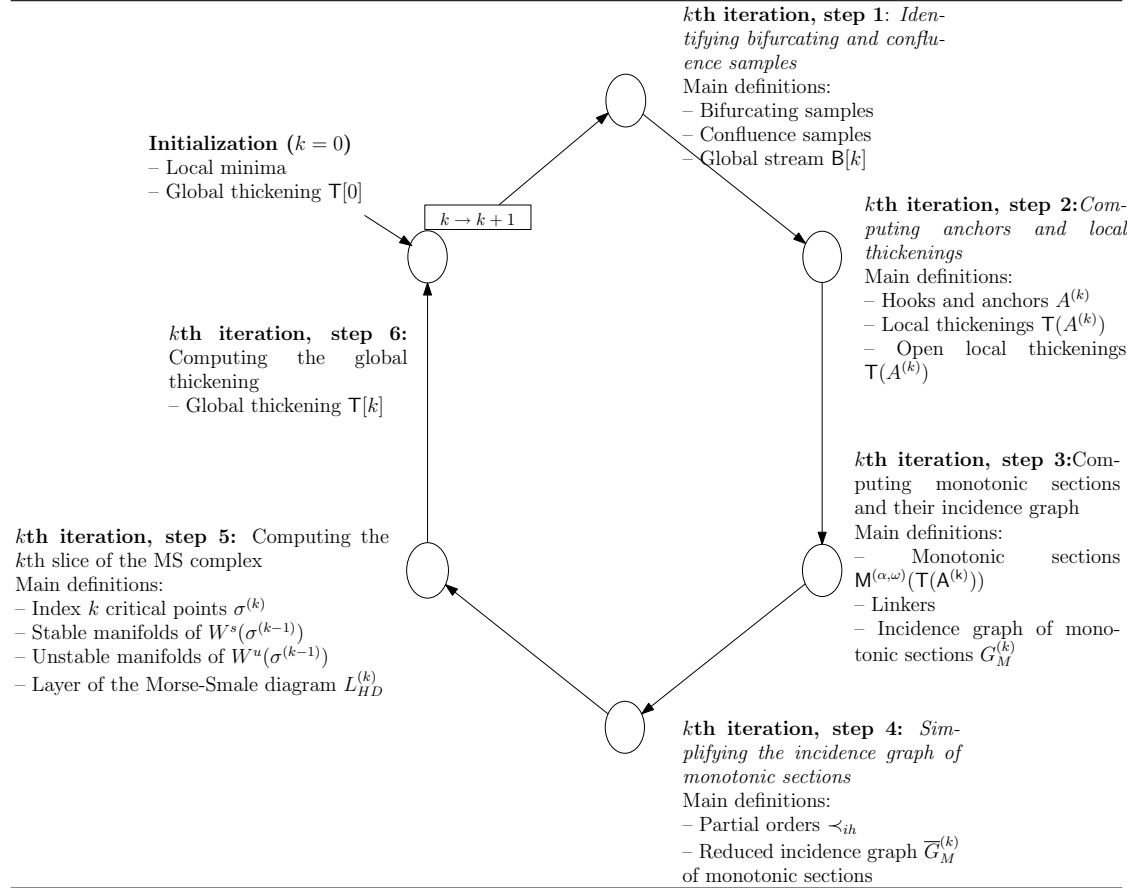 kth iteration, step 1: Iden-
tifying bifurcating and conflu-
ence samples
Main definitions:
– Bifurcating samples
– Confluence samples
– Global stream B[k]
Initialization (k = 0)
– Local minima
– Global thickening T[0]
k → k + 1
kth iteration, step 2:Com-
puting anchors and local
thickenings
Main definitions:
– Hooks and anchors A^{(k)}
– Local thickenings T(A^{(k)})
– Open local thickenings
T(A^{(k)})
kth iteration, step 6:
Computing the global
thickening
– Global thickening T[k]
kth iteration, step 3:Com-
puting monotonic sections
and their incidence graph
Main definitions:
– Monotonic sections
M^{(α,ω)}(T(A^{(k)}))
– Linkers
– Incidence graph of mono-
tonic sections G_M^{(k)}
kth iteration, step 5: Computing the
kth slice of the MS complex
Main definitions:
– Index k critical points σ^{(k)}
– Stable manifolds of W^s(σ^{(k−1)})
– Unstable manifolds of W^u(σ^{(k−1)})
– Layer of the Morse-Smale diagram L_{HD}^{(k)}
kth iteration, step 4: Sim-
plifying the incidence graph of
monotonic sections
Main definitions:
– Partial orders ≺_{ih}
– Reduced incidence graph \overline{G}_M^{(k)}
of monotonic sections